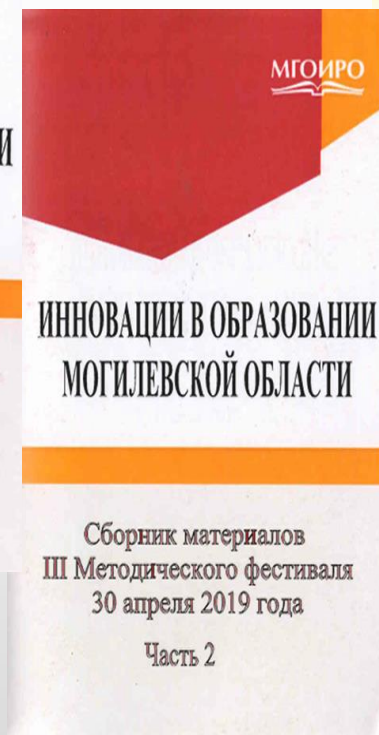 МГОИРО
И
ИННОВАЦИИ В ОБРАЗОВАНИИ
МОГИЛЕВСКОЙ ОБЛАСТИ
Сборник материалов
III Методического фестиваля
30 апреля 2019 года
Часть 2